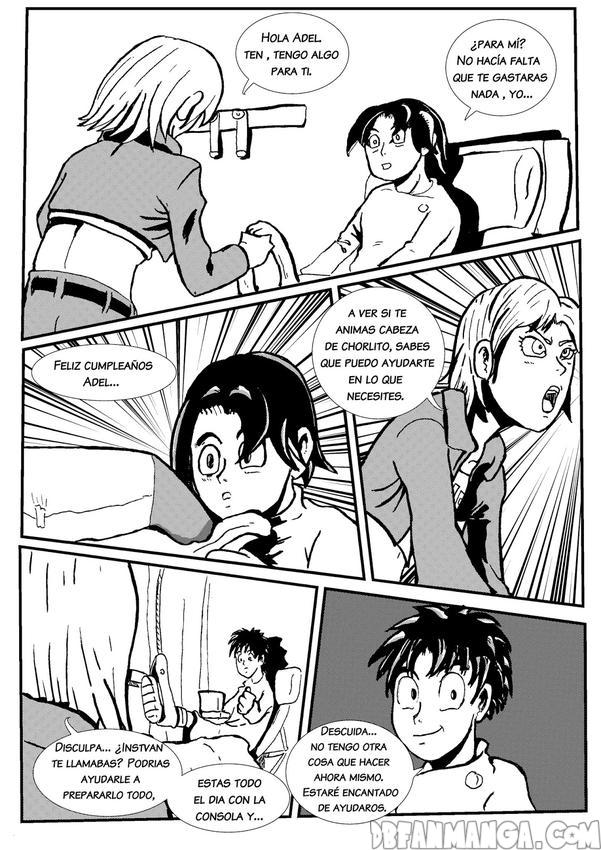 HOLA ADEL.
TEN , TENGO ALGO
PARA TI.
¿PARA MÍ?
NO HACÍA FALTA
QUE TE GASTARAS
NADA , YO...
FELIZ CUMPLEAÑOS
ADEL...
A VER SI TE
ANIMAS CABEZA
DE CHORLITO, SABES
QUE PUEDO AYUDARTE
EN LO QUE
NECESITES.
DISCULPA... ¿INSTVAN
TE LLAMABAS? PODRIAS
AYUDARLE A
PREPARARLO TODO,
ESTAS TODO
EL DIA CON LA
CONSOLA Y...
DESCUIDA...
NO TENGO OTRA
COSA QUE HACER
AHORA MISMO.
ESTARÉ ENCANTADO
DE AYUDAROS.
DBFANMANGA.COM